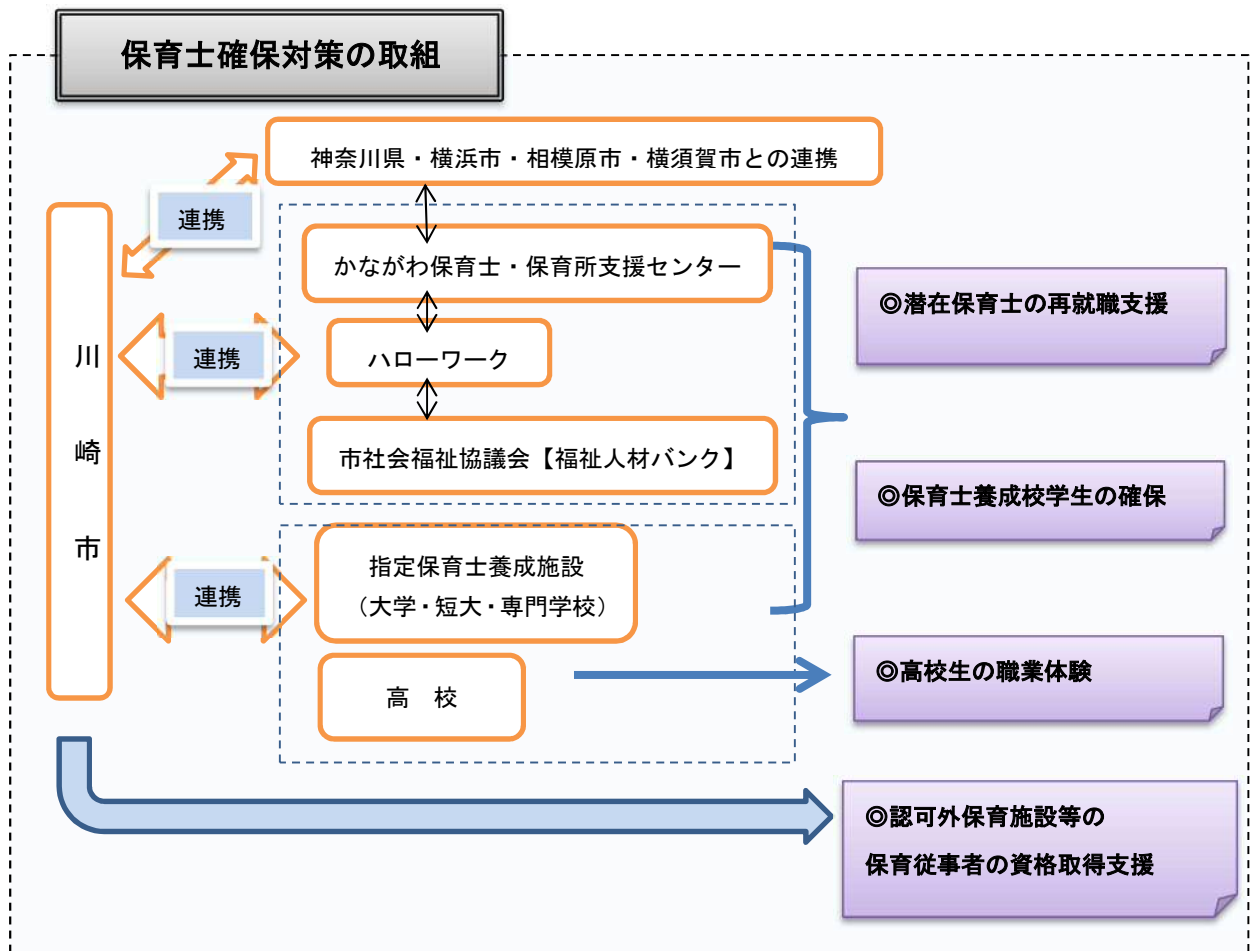 保育士確保対策の取組
神奈川県・横浜市・相模原市・横須賀市との連携
連携
かながわ保育士・保育所支援センター
◎潜在保育士の再就職支援
川崎市
連携
ハローワーク
市社会福祉協議会【福祉人材バンク】
◎保育士養成校学生の確保
連携
指定保育士養成施設
（大学・短大・専門学校）
高　校
◎高校生の職業体験
◎認可外保育施設等の
保育従事者の資格取得支援